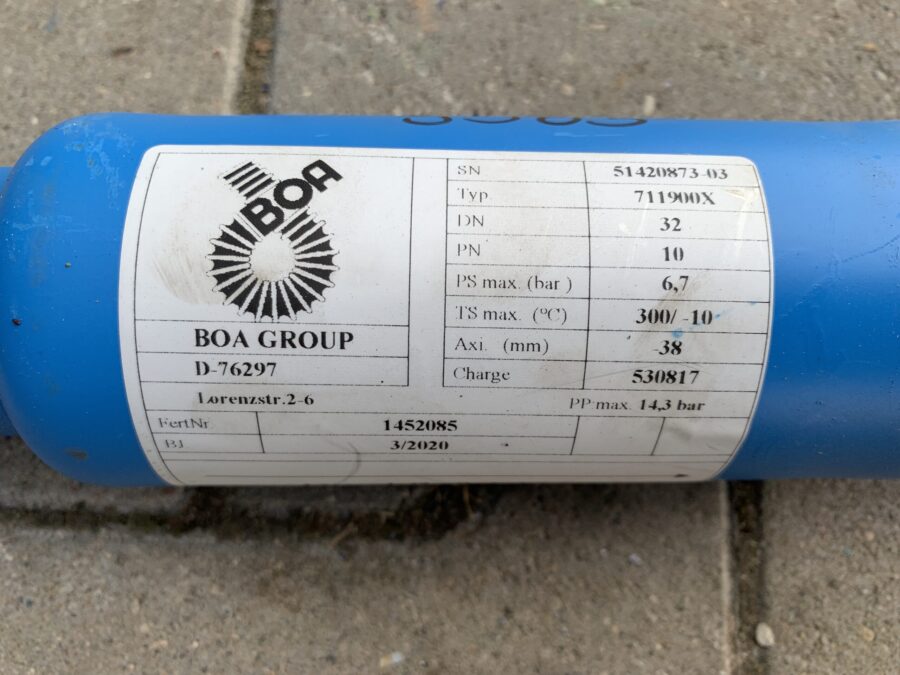 BOA
BOA GROUP
D-76297
Lorenzstr.2-6
SN 51420873-03
Typ 711900X
DN 32
PN 10
PS max. (bar ) 6,7
TS max. (°C) 300/ -10
Axi. (mm) -38
Charge 530817
PP max. 14,3 bar
FertNr. 1452085
BJ 3/2020